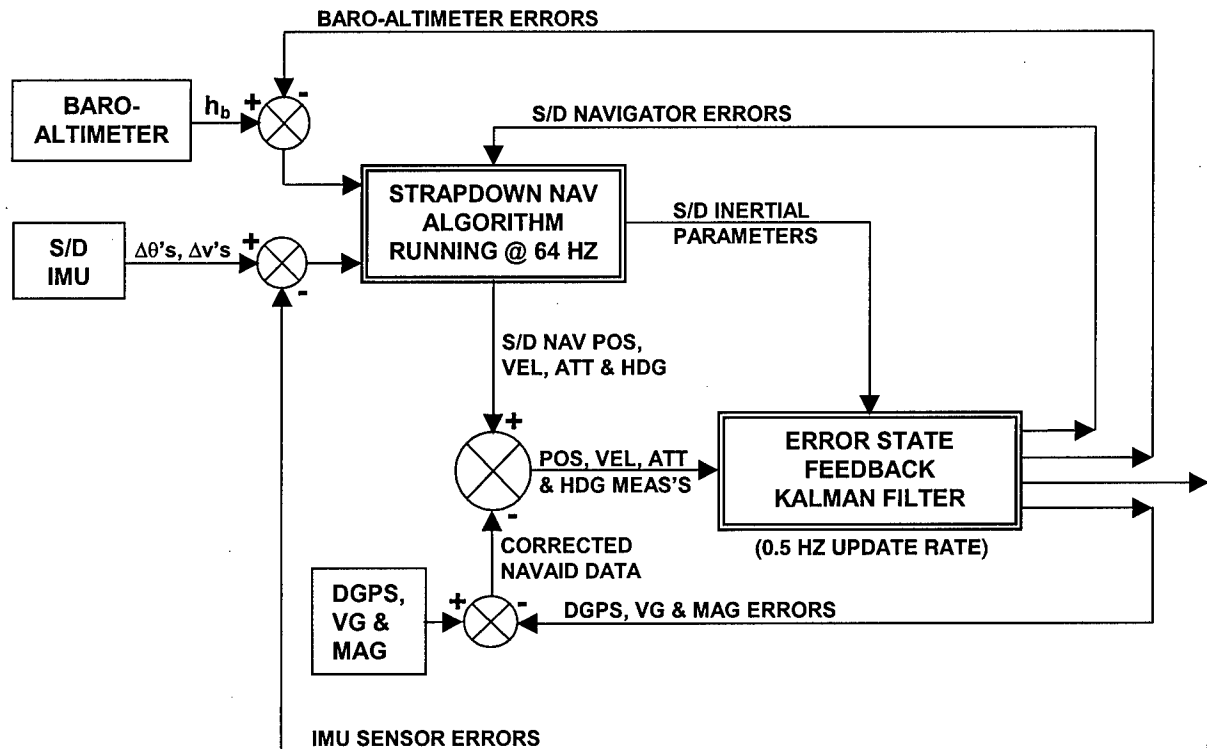 BARO-ALTIMETER ERRORS
BARO-
ALTIMETER
h_b
+
-
S/D NAVIGATOR ERRORS
STRAPDOWN NAV
ALGORITHM
RUNNING @ 64 HZ
S/D INERTIAL
PARAMETERS
S/D
IMU
Δθ's, Δv's
+
-
S/D NAV POS,
VEL, ATT & HDG
+
-
POS, VEL, ATT
& HDG MEAS'S
ERROR STATE
FEEDBACK
KALMAN FILTER
(0.5 HZ UPDATE RATE)
CORRECTED
NAVAID DATA
DGPS,
VG &
MAG
+
-
DGPS, VG & MAG ERRORS
IMU SENSOR ERRORS